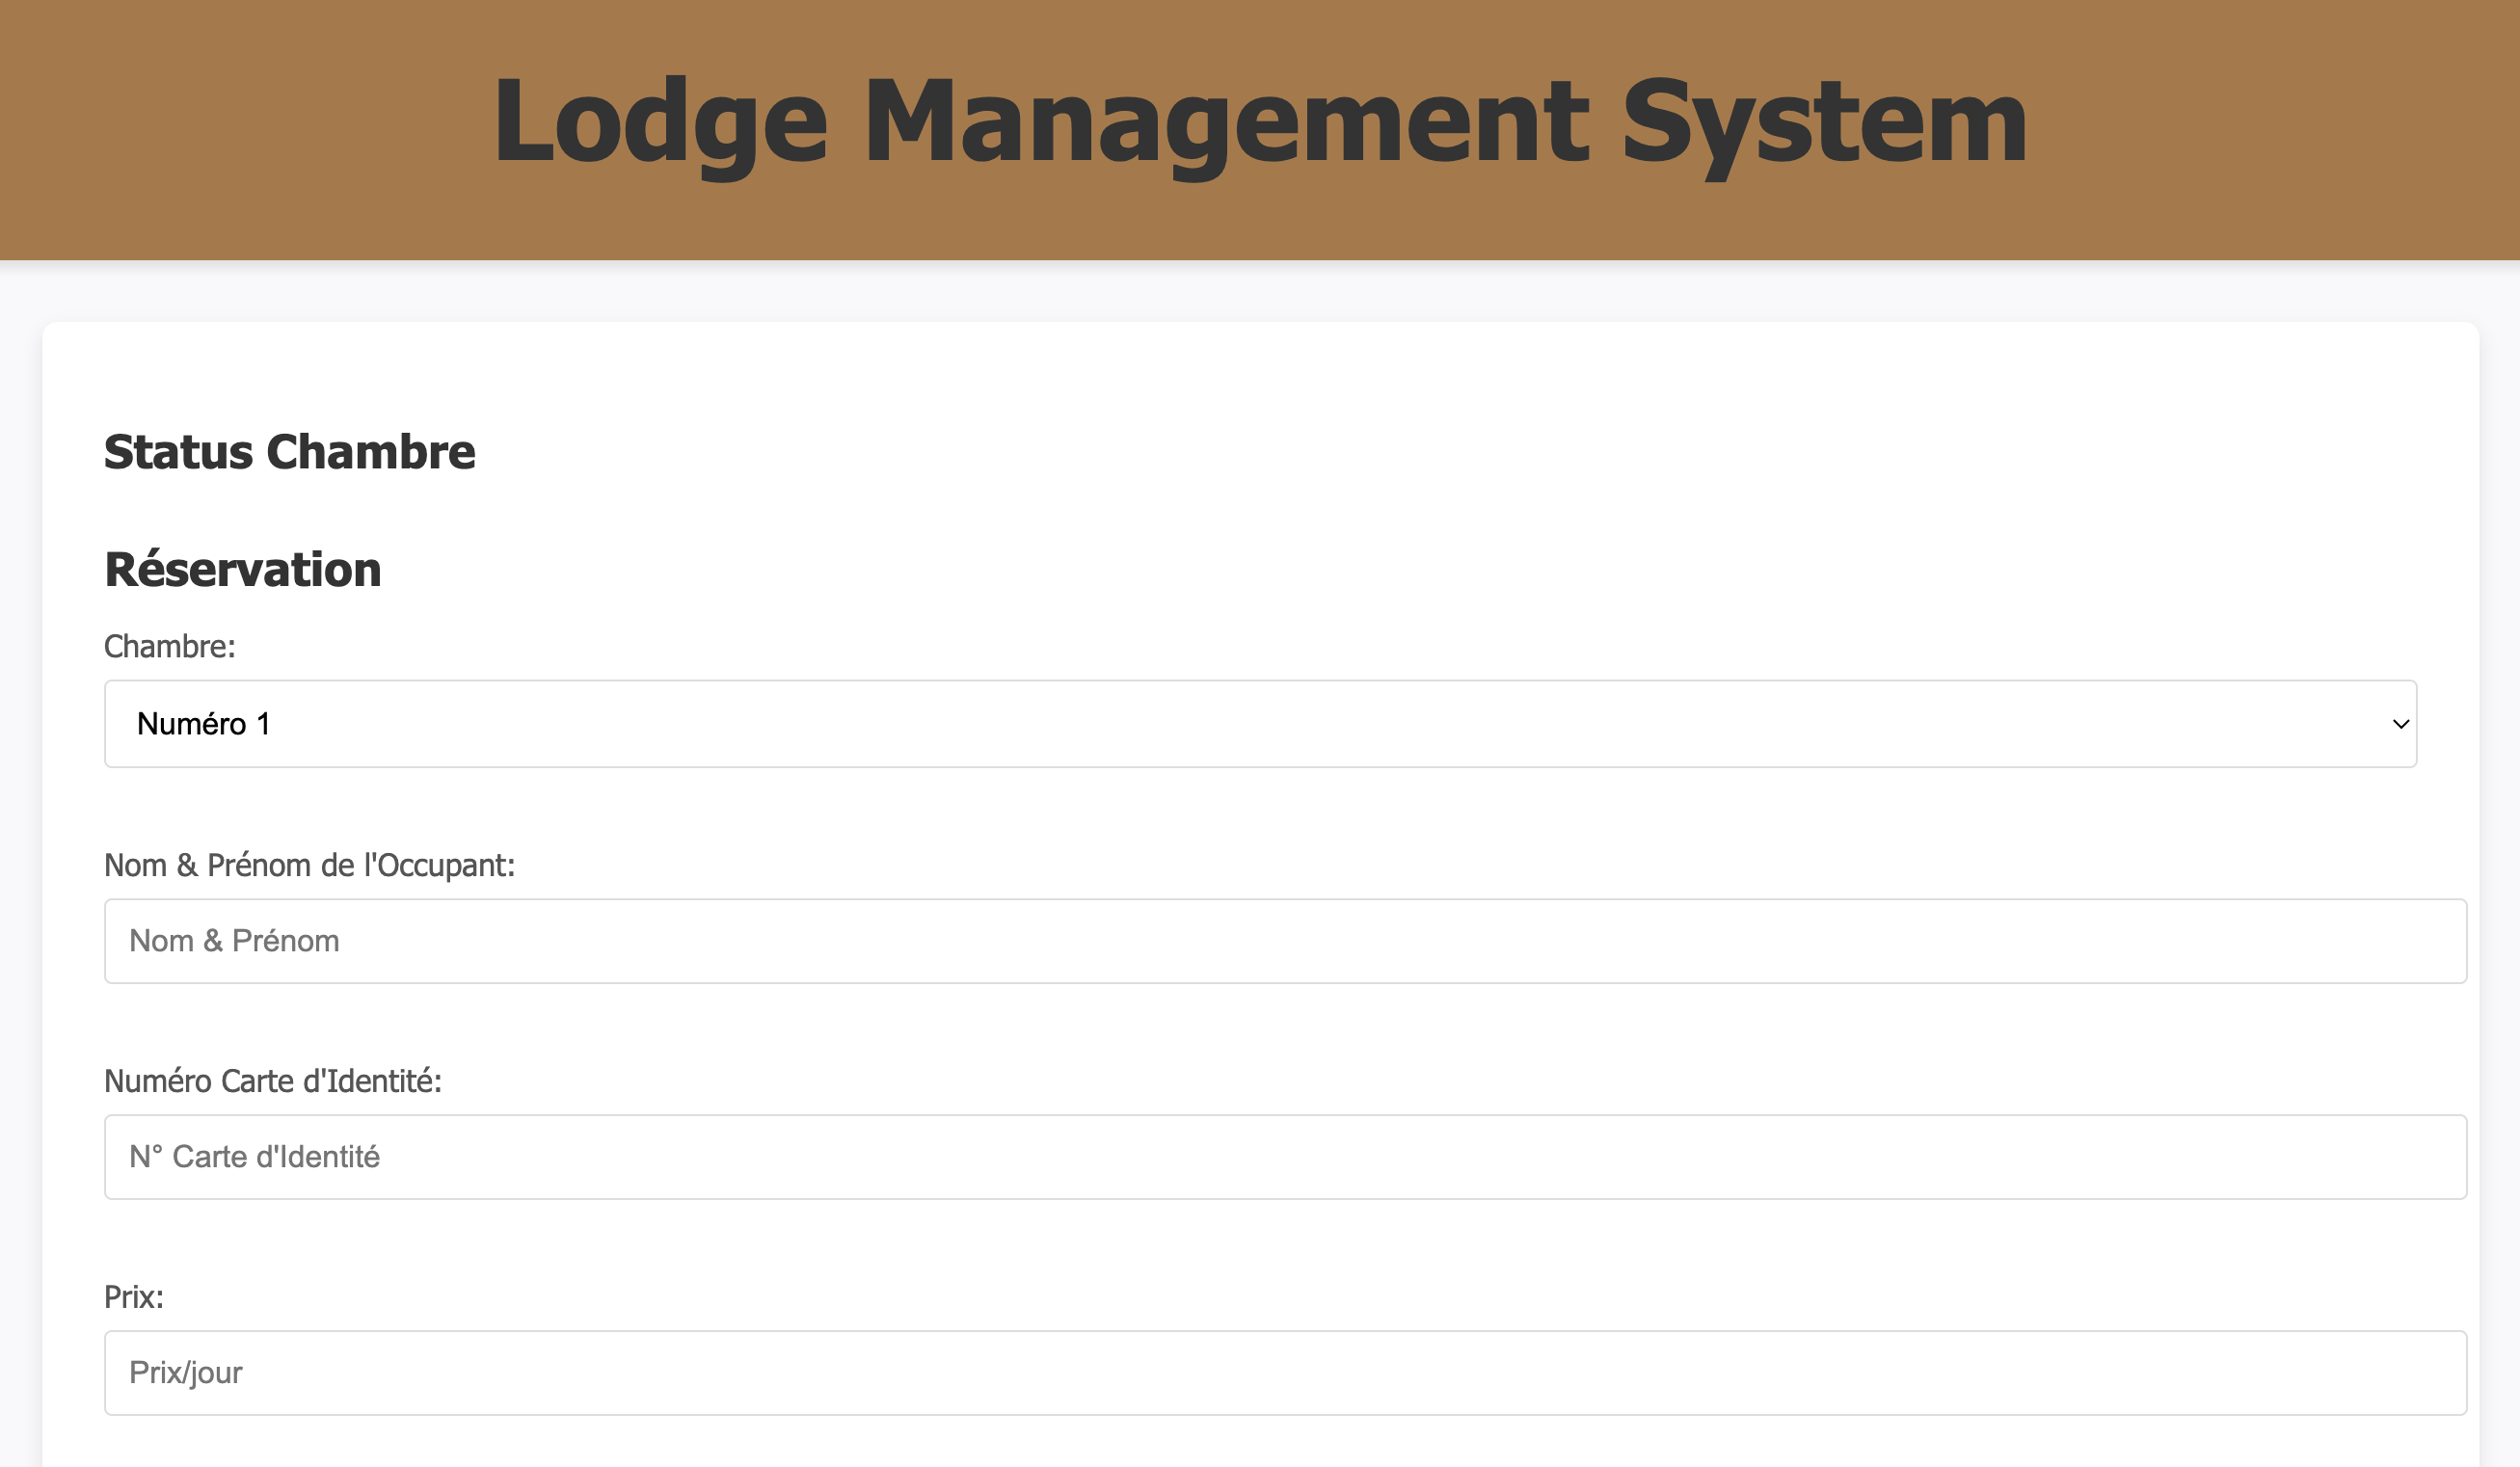 Lodge Management System
Status Chambre
Réservation
Chambre:
Numéro 1
Nom & Prénom de l'Occupant:
Nom & Prénom
Numéro Carte d'Identité:
N° Carte d'Identité
Prix:
Prix/jour